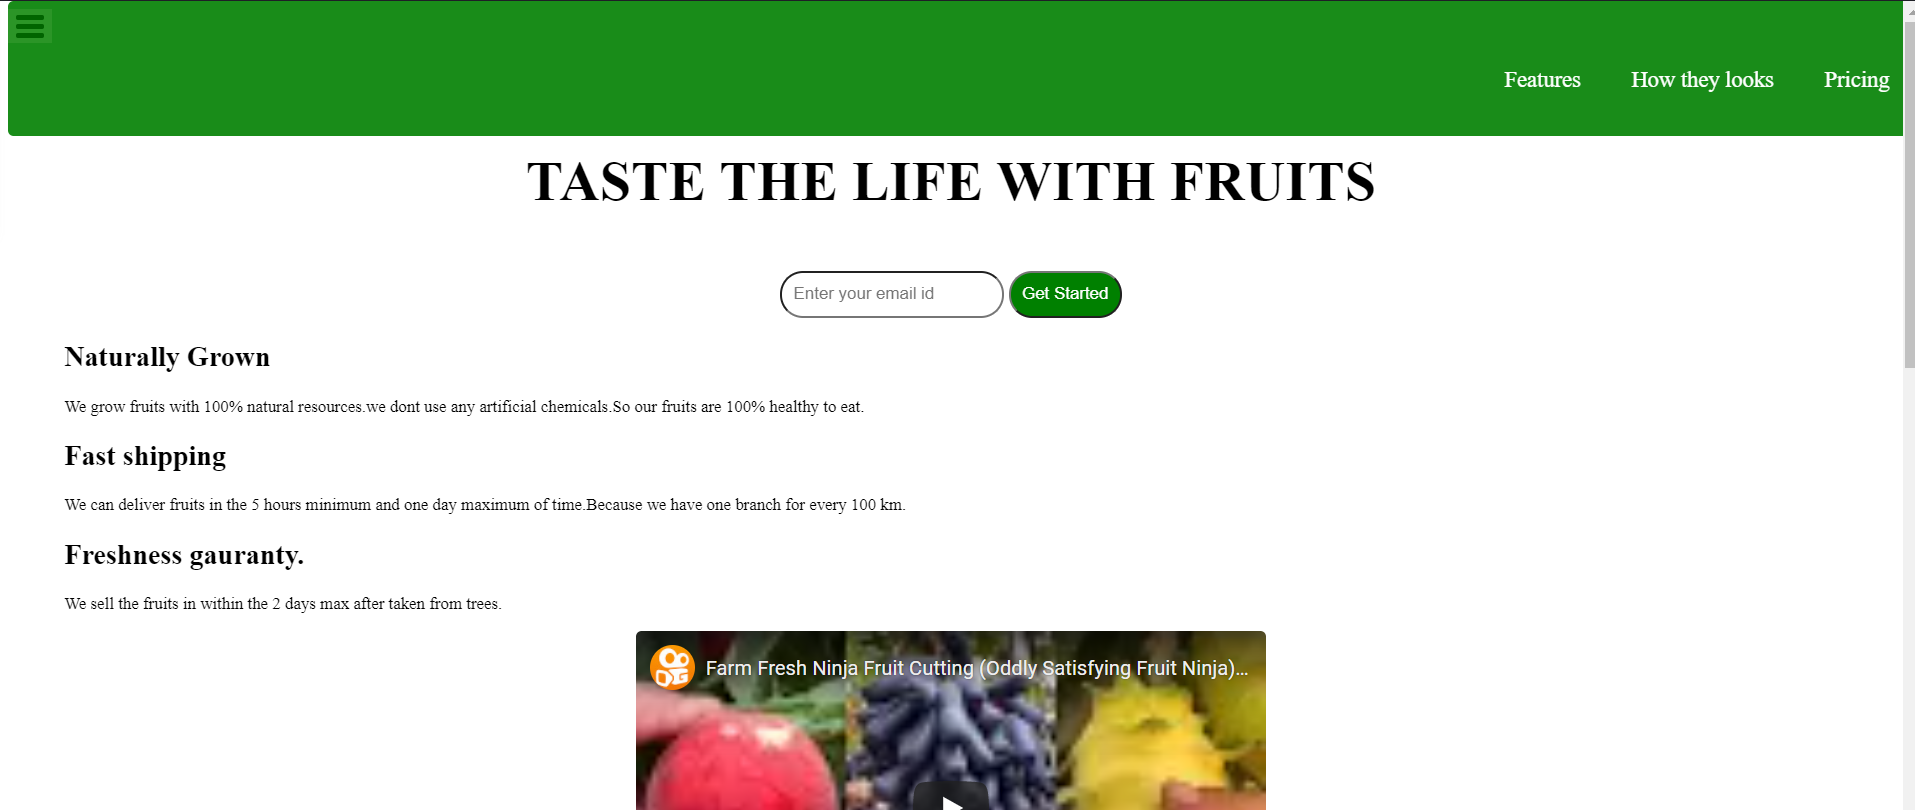 Features How they looks Pricing
TASTE THE LIFE WITH FRUITS
Enter your email id Get Started
Naturally Grown
We grow fruits with 100% natural resources.we dont use any artificial chemicals.So our fruits are 100% healthy to eat.
Fast shipping
We can deliver fruits in the 5 hours minimum and one day maximum of time.Because we have one branch for every 100 km.
Freshness gauranty.
We sell the fruits in within the 2 days max after taken from trees.
Farm Fresh Ninja Fruit Cutting (Oddly Satisfying Fruit Ninja)...